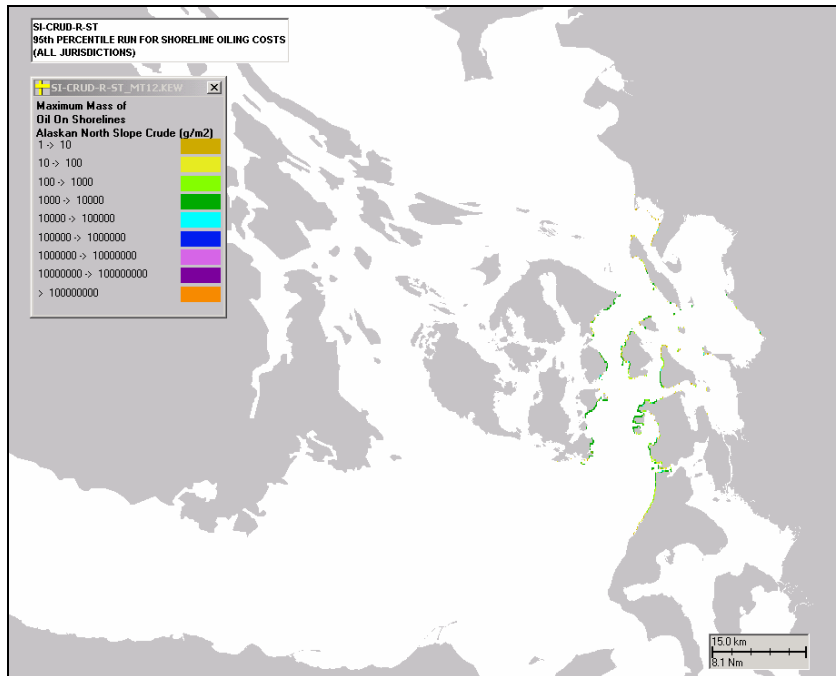 SI-CRUD-R-ST
95th PERCENTILE RUN FOR SHORELINE OILING COSTS
(ALL JURISDICTIONS)
SI-CRUD-R-ST_MT12.KEW
Maximum Mass of
Oil On Shorelines
Alaskan North Slope Crude (g/m2)
1 -> 10
10 -> 100
100 -> 1000
1000 -> 10000
10000 -> 100000
100000 -> 1000000
1000000 -> 10000000
10000000 -> 100000000
> 100000000
15.0 km
8.1 Nm